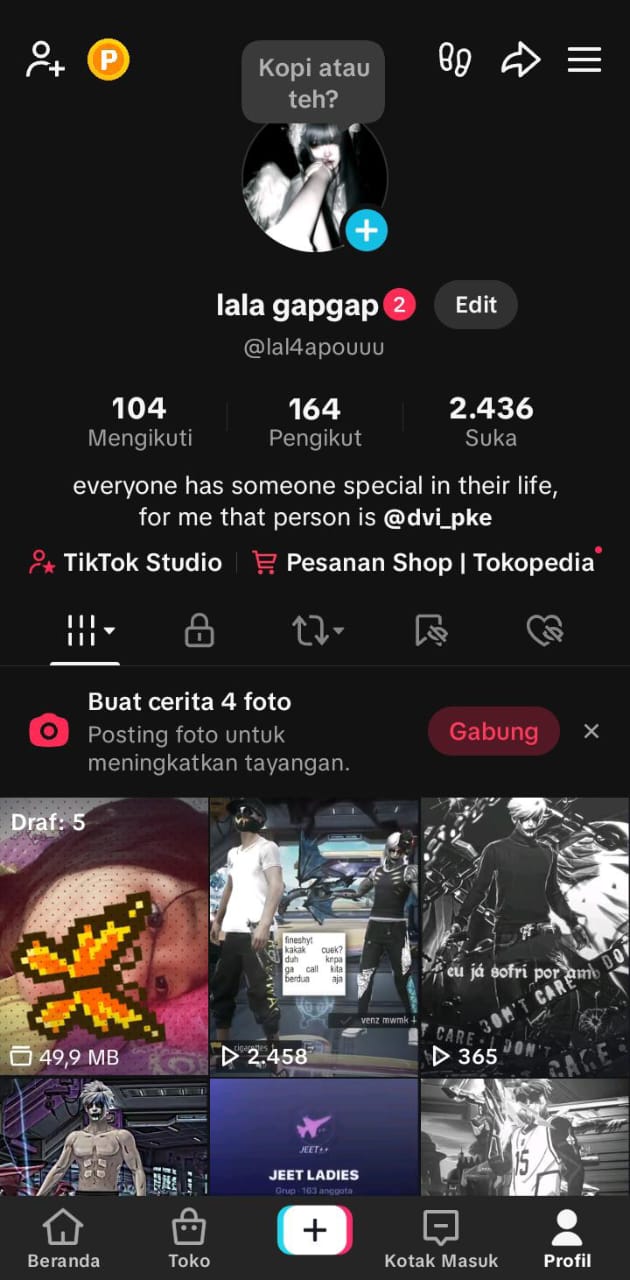 Kopi atau
teh?
lala gapgap 2 Edit
@lal4apouuu
104 164 2.436
Mengikuti Pengikut Suka
everyone has someone special in their life,
for me that person is @dvi_pke
TikTok Studio Pesanan Shop | Tokopedia
Buat cerita 4 foto
Posting foto untuk
meningkatkan tayangan.
Gabung
Draf: 5
49,9 MB
fineshyt
kakak cuek?
duh knpa
ga call kita
berdua aja
venz mwmk
2.458
eu já sofri por amo
DON'T CARE
365
JEET
JEET LADIES
Grup · 163 anggota
15
Beranda Toko Kotak Masuk Profil